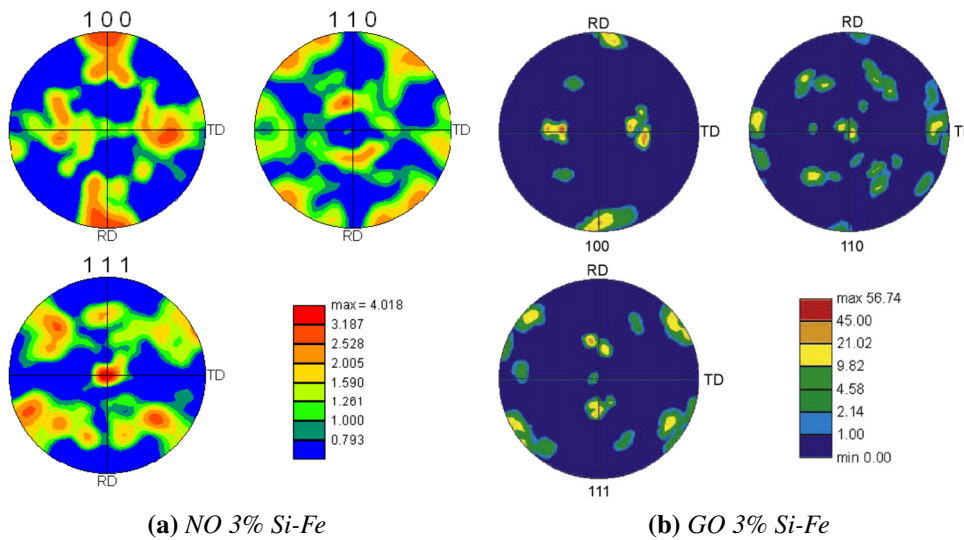 1 0 0
TD
RD
1 1 0
TD
RD
1 1 1
TD
RD
max = 4.018
3.187
2.528
2.005
1.590
1.261
1.000
0.793
(a) NO 3% Si-Fe
RD
TD
100
RD
110
RD
TD
111
max 56.74
45.00
21.02
9.82
4.58
2.14
1.00
min 0.00
(b) GO 3% Si-Fe